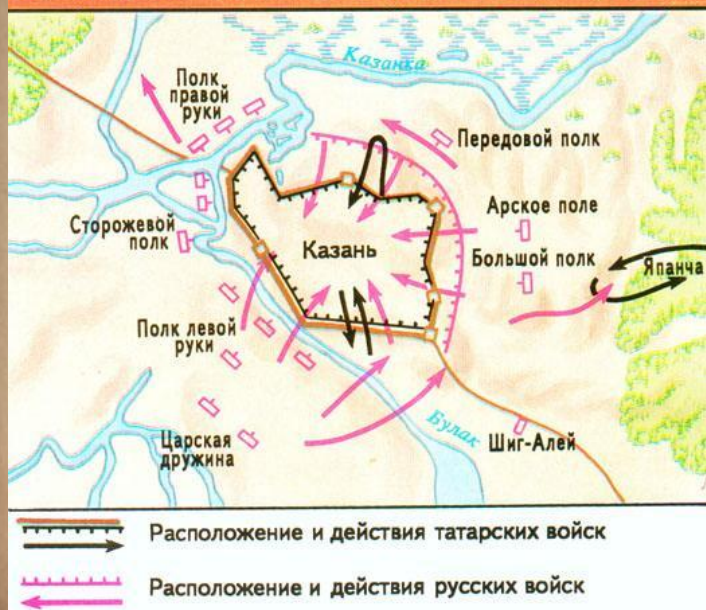 Казанка
Полк
правой
руки
Передовой полк
Арское поле
Сторожевой
полк
Казань
Большой полк
Япанча
Полк левой
руки
Царская
дружина
Булак
Шиг-Алей
Расположение и действия татарских войск
Расположение и действия русских войск